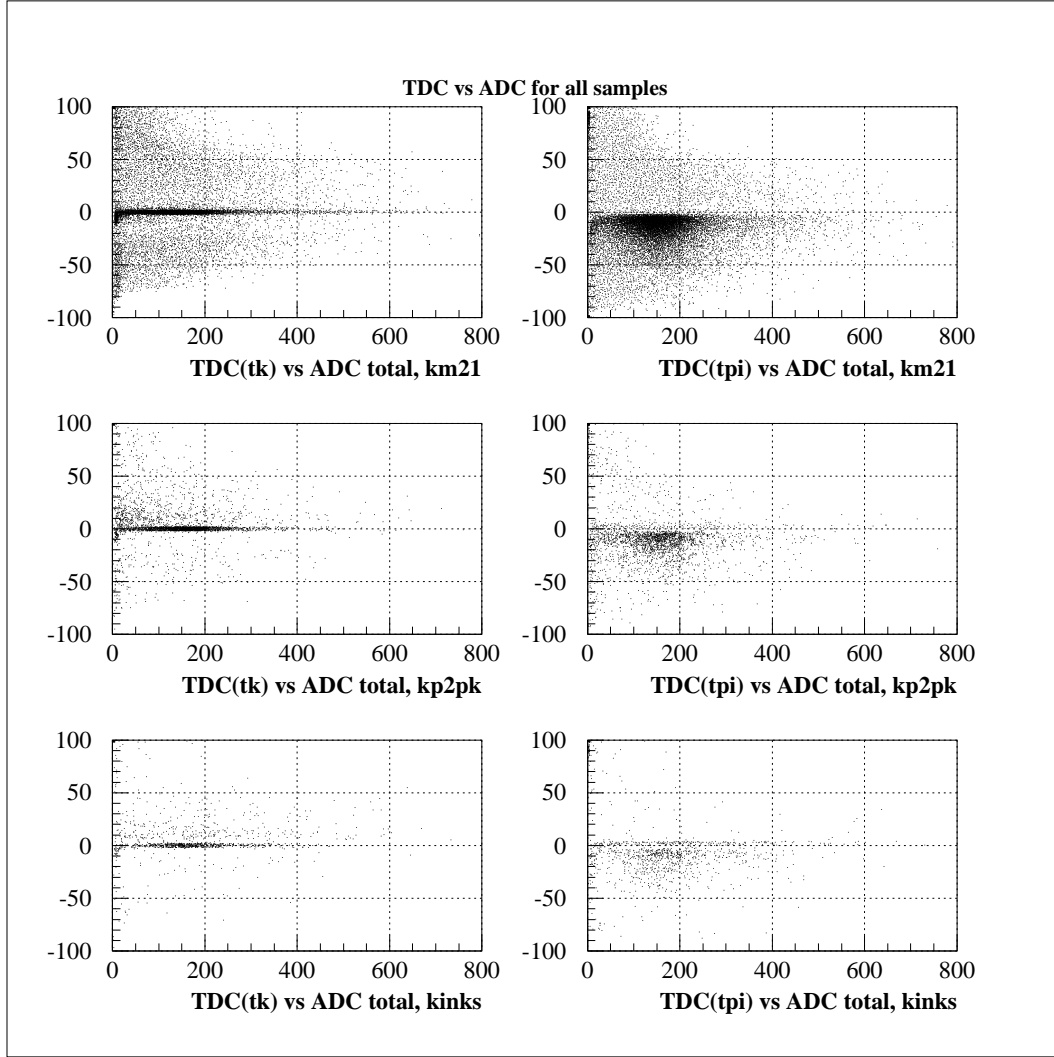 TDC vs ADC for all samples
100
50
0
-50
-100
0 200 400 600 800
TDC(tk) vs ADC total, km21
100
50
0
-50
-100
0 200 400 600 800
TDC(tpi) vs ADC total, km21
100
50
0
-50
-100
0 200 400 600 800
TDC(tk) vs ADC total, kp2pk
100
50
0
-50
-100
0 200 400 600 800
TDC(tpi) vs ADC total, kp2pk
100
50
0
-50
-100
0 200 400 600 800
TDC(tk) vs ADC total, kinks
100
50
0
-50
-100
0 200 400 600 800
TDC(tpi) vs ADC total, kinks